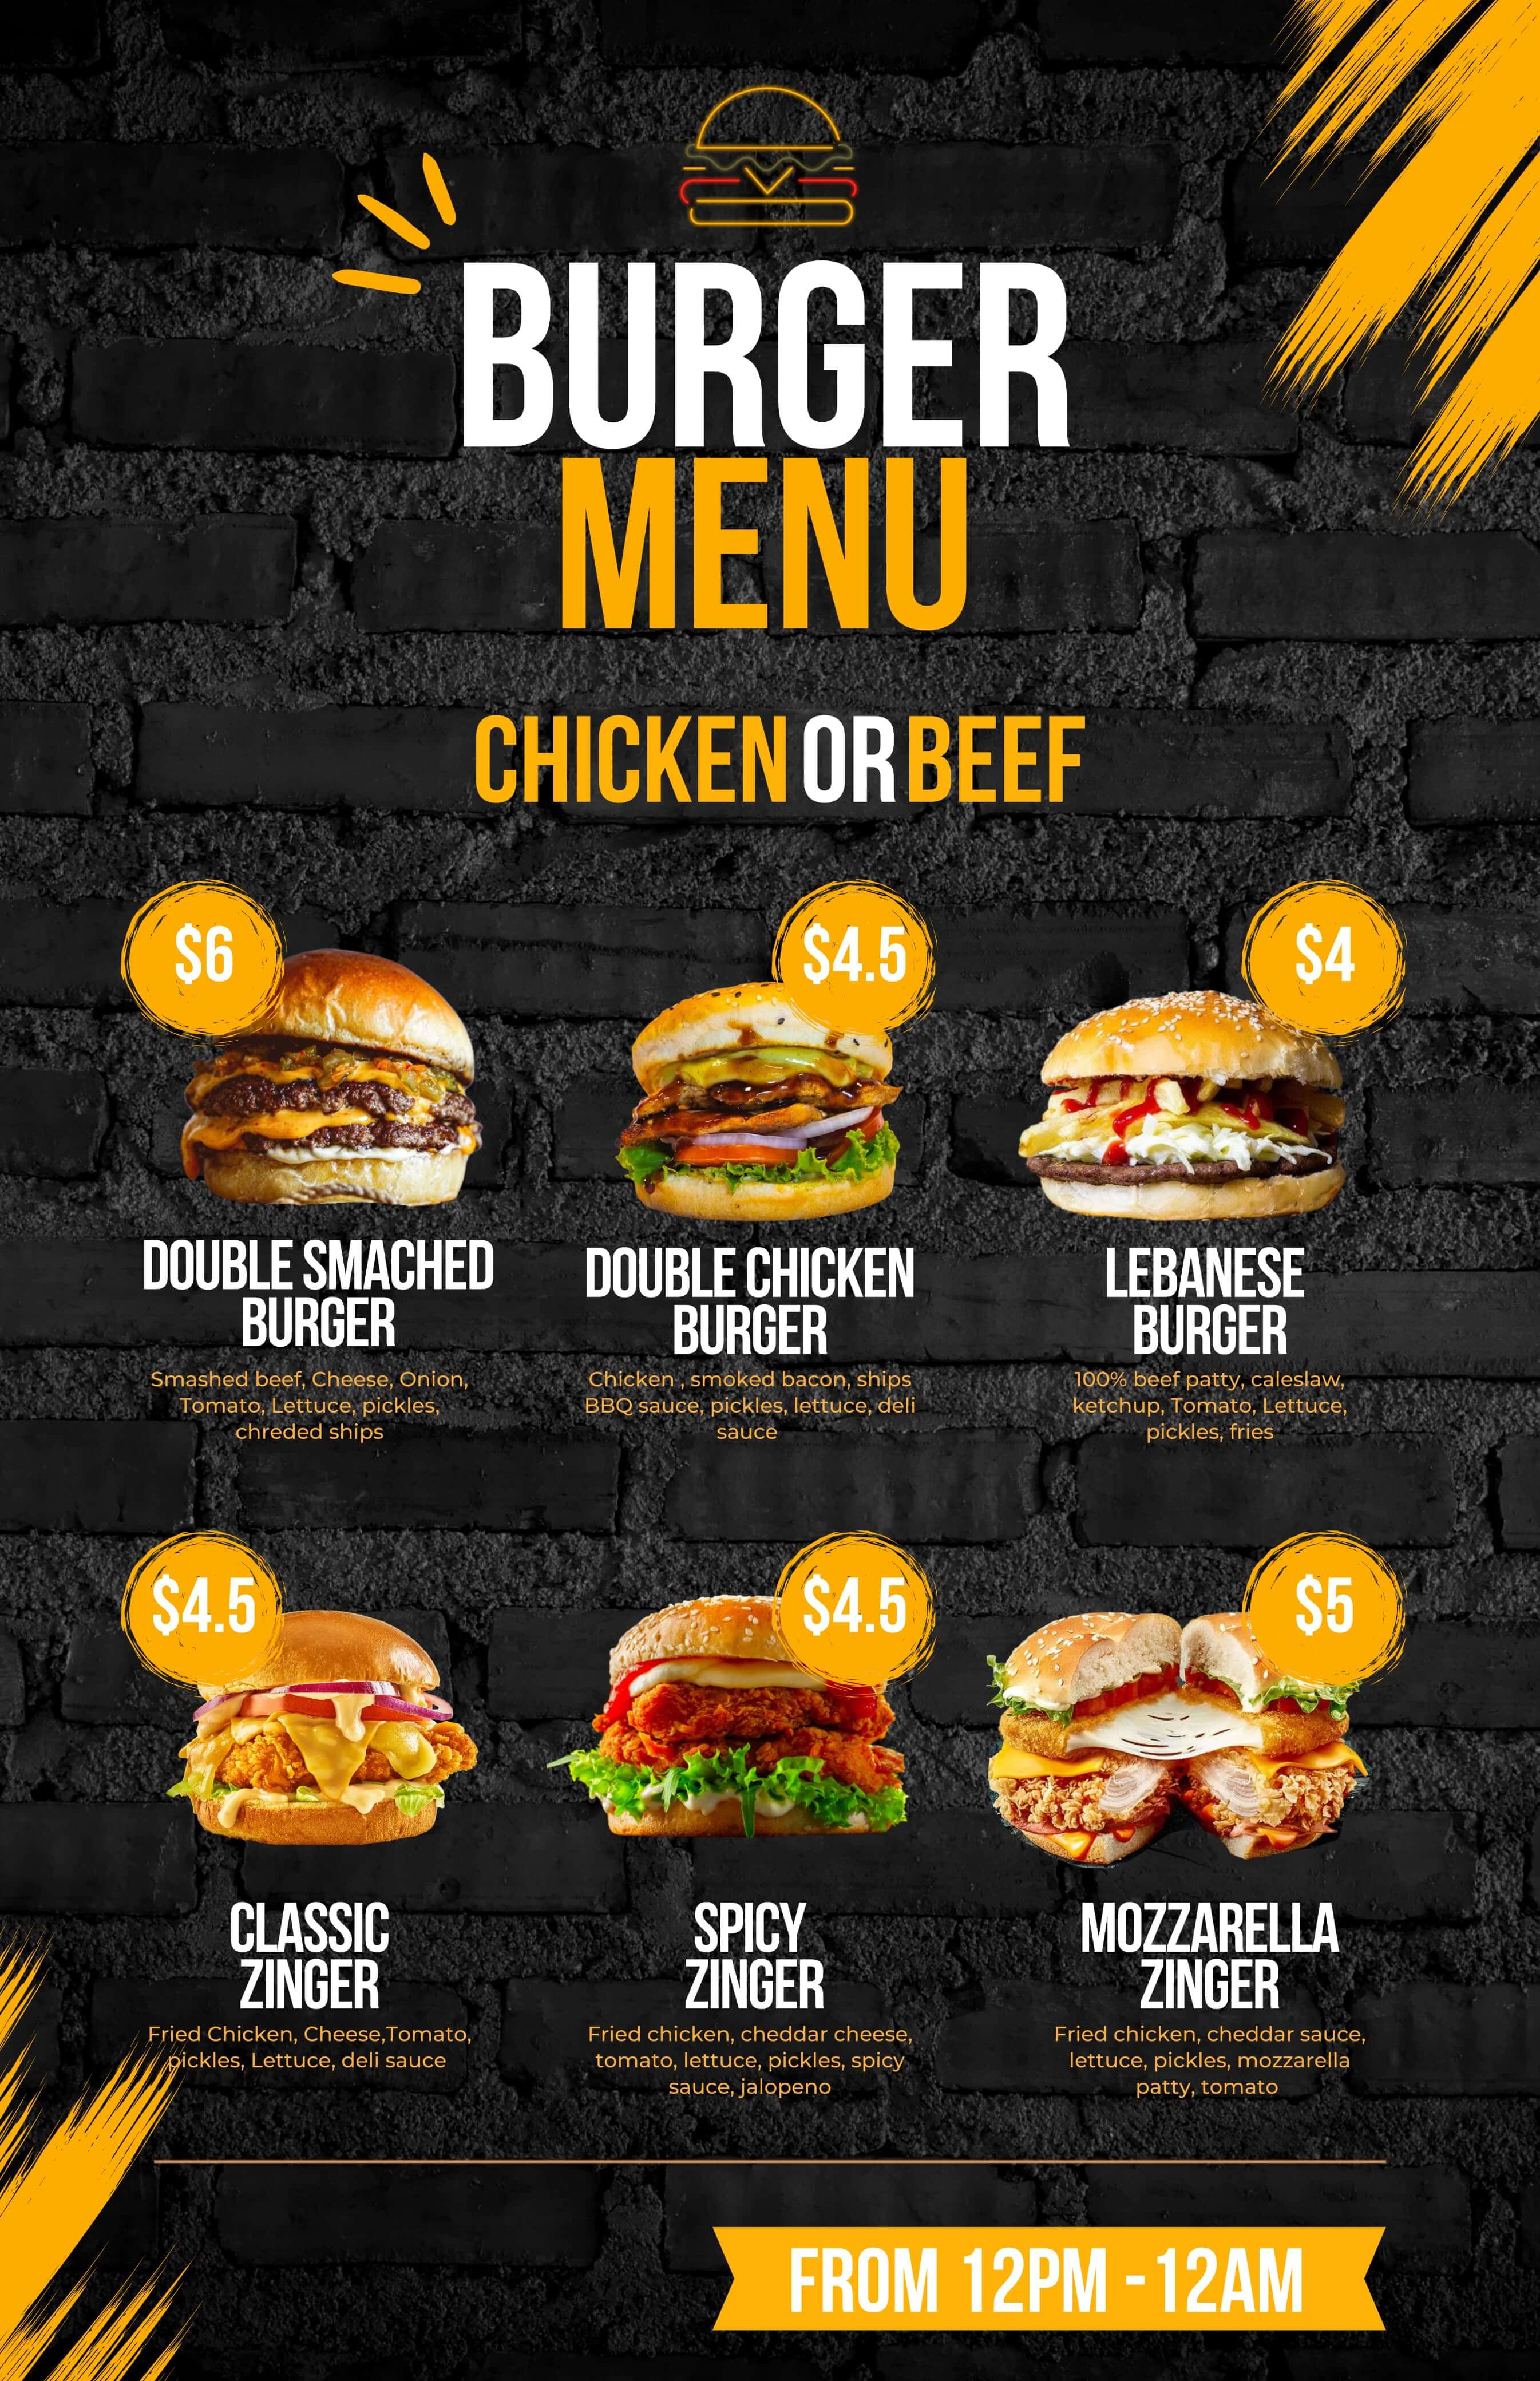 BURGER
MENU
CHICKEN OR BEEF
$6
$4.5
$4
DOUBLE SMACHED
BURGER
Smashed beef, Cheese, Onion,
Tomato, Lettuce, pickles,
chreded ships
DOUBLE CHICKEN
BURGER
Chicken , smoked bacon, ships
BBQ sauce, pickles, lettuce, deli
sauce
LEBANESE
BURGER
100% beef patty, caleslaw,
ketchup, Tomato, Lettuce,
pickles, fries
$4.5
$4.5
$5
CLASSIC
ZINGER
Fried Chicken, Cheese,Tomato,
pickles, Lettuce, deli sauce
SPICY
ZINGER
Fried chicken, cheddar cheese,
tomato, lettuce, pickles, spicy
sauce, jalopeno
MOZZARELLA
ZINGER
Fried chicken, cheddar sauce,
lettuce, pickles, mozzarella
patty, tomato
FROM 12PM -12AM